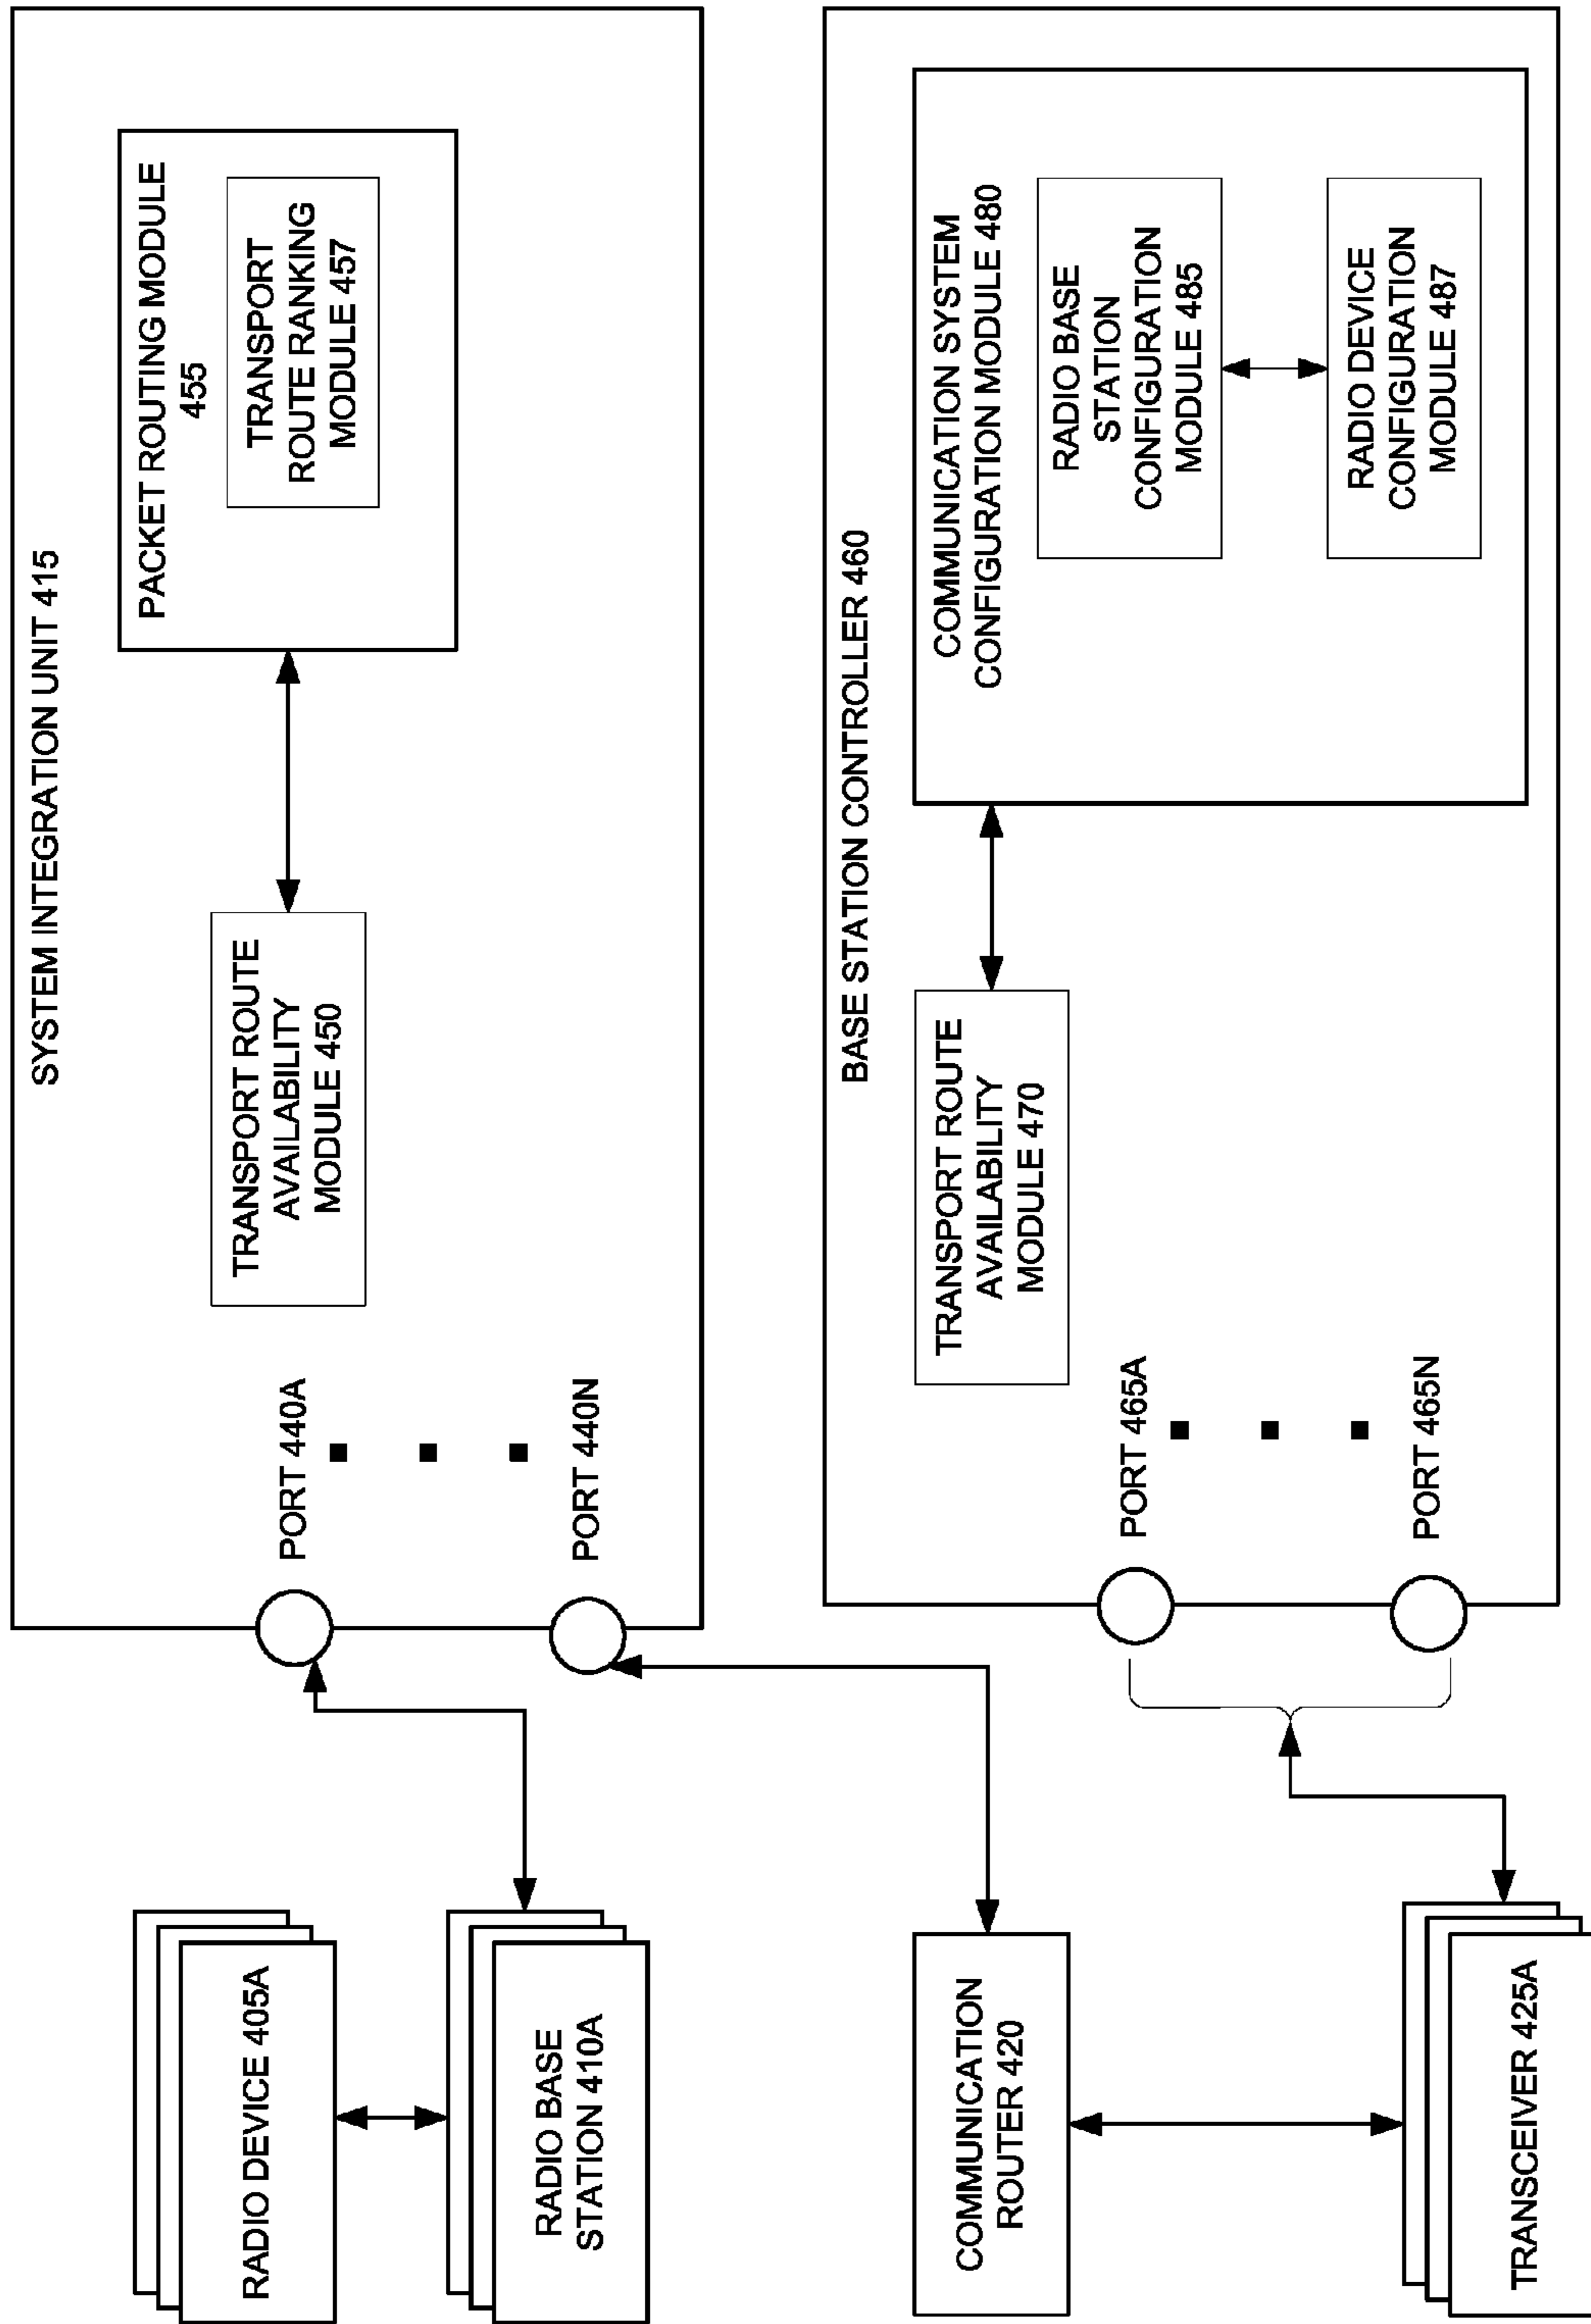 SYSTEM INTEGRATION UNIT 415
PACKET ROUTING MODULE
455
TRANSPORT
ROUTE RANKING
MODULE 457
TRANSPORT ROUTE
AVAILABILITY
MODULE 450
PORT 440A
PORT 440N
RADIO DEVICE 405A
RADIO BASE
STATION 410A
BASE STATION CONTROLLER 460
COMMUNICATION SYSTEM
CONFIGURATION MODULE 480
RADIO BASE
STATION
CONFIGURATION
MODULE 485
RADIO DEVICE
CONFIGURATION
MODULE 487
TRANSPORT ROUTE
AVAILABILITY
MODULE 470
PORT 465A
PORT 465N
COMMUNICATION
ROUTER 420
TRANSCEIVER 425A